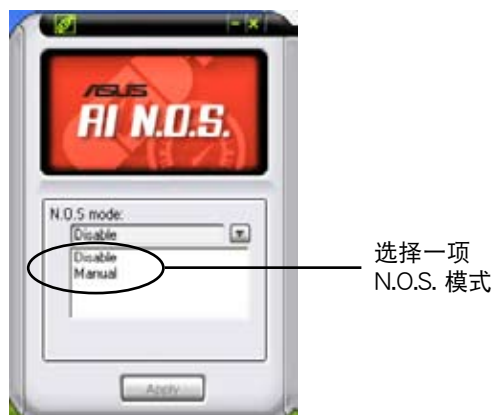 ASUS
AI N.O.S.
N.O.S mode:
Disable
Disable
Manual
Apply
选择一项
N.O.S. 模式